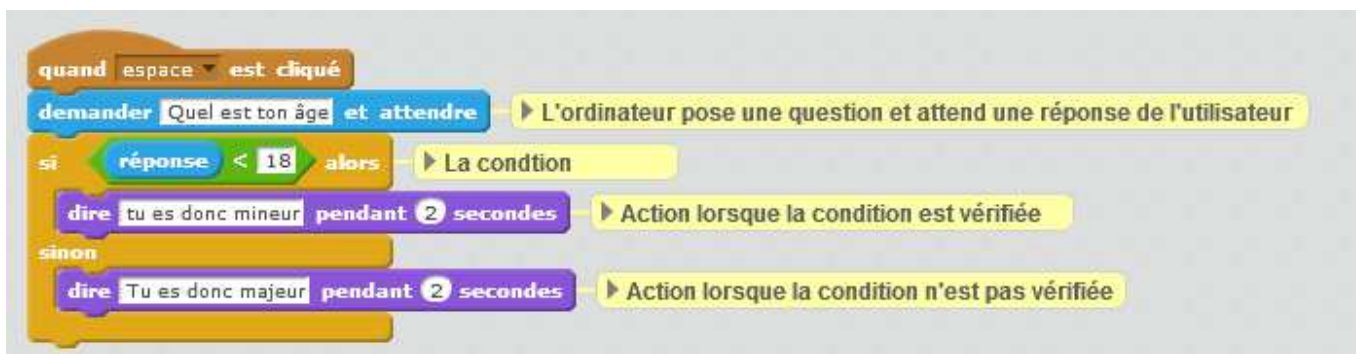 quand espace est cliqué
demander Quel est ton âge et attendre L'ordinateur pose une question et attend une réponse de l'utilisateur
si réponse < 18 alors La condtion
dire tu es donc mineur pendant 2 secondes Action lorsque la condition est vérifiée
sinon
dire Tu es donc majeur pendant 2 secondes Action lorsque la condition n'est pas vérifiée